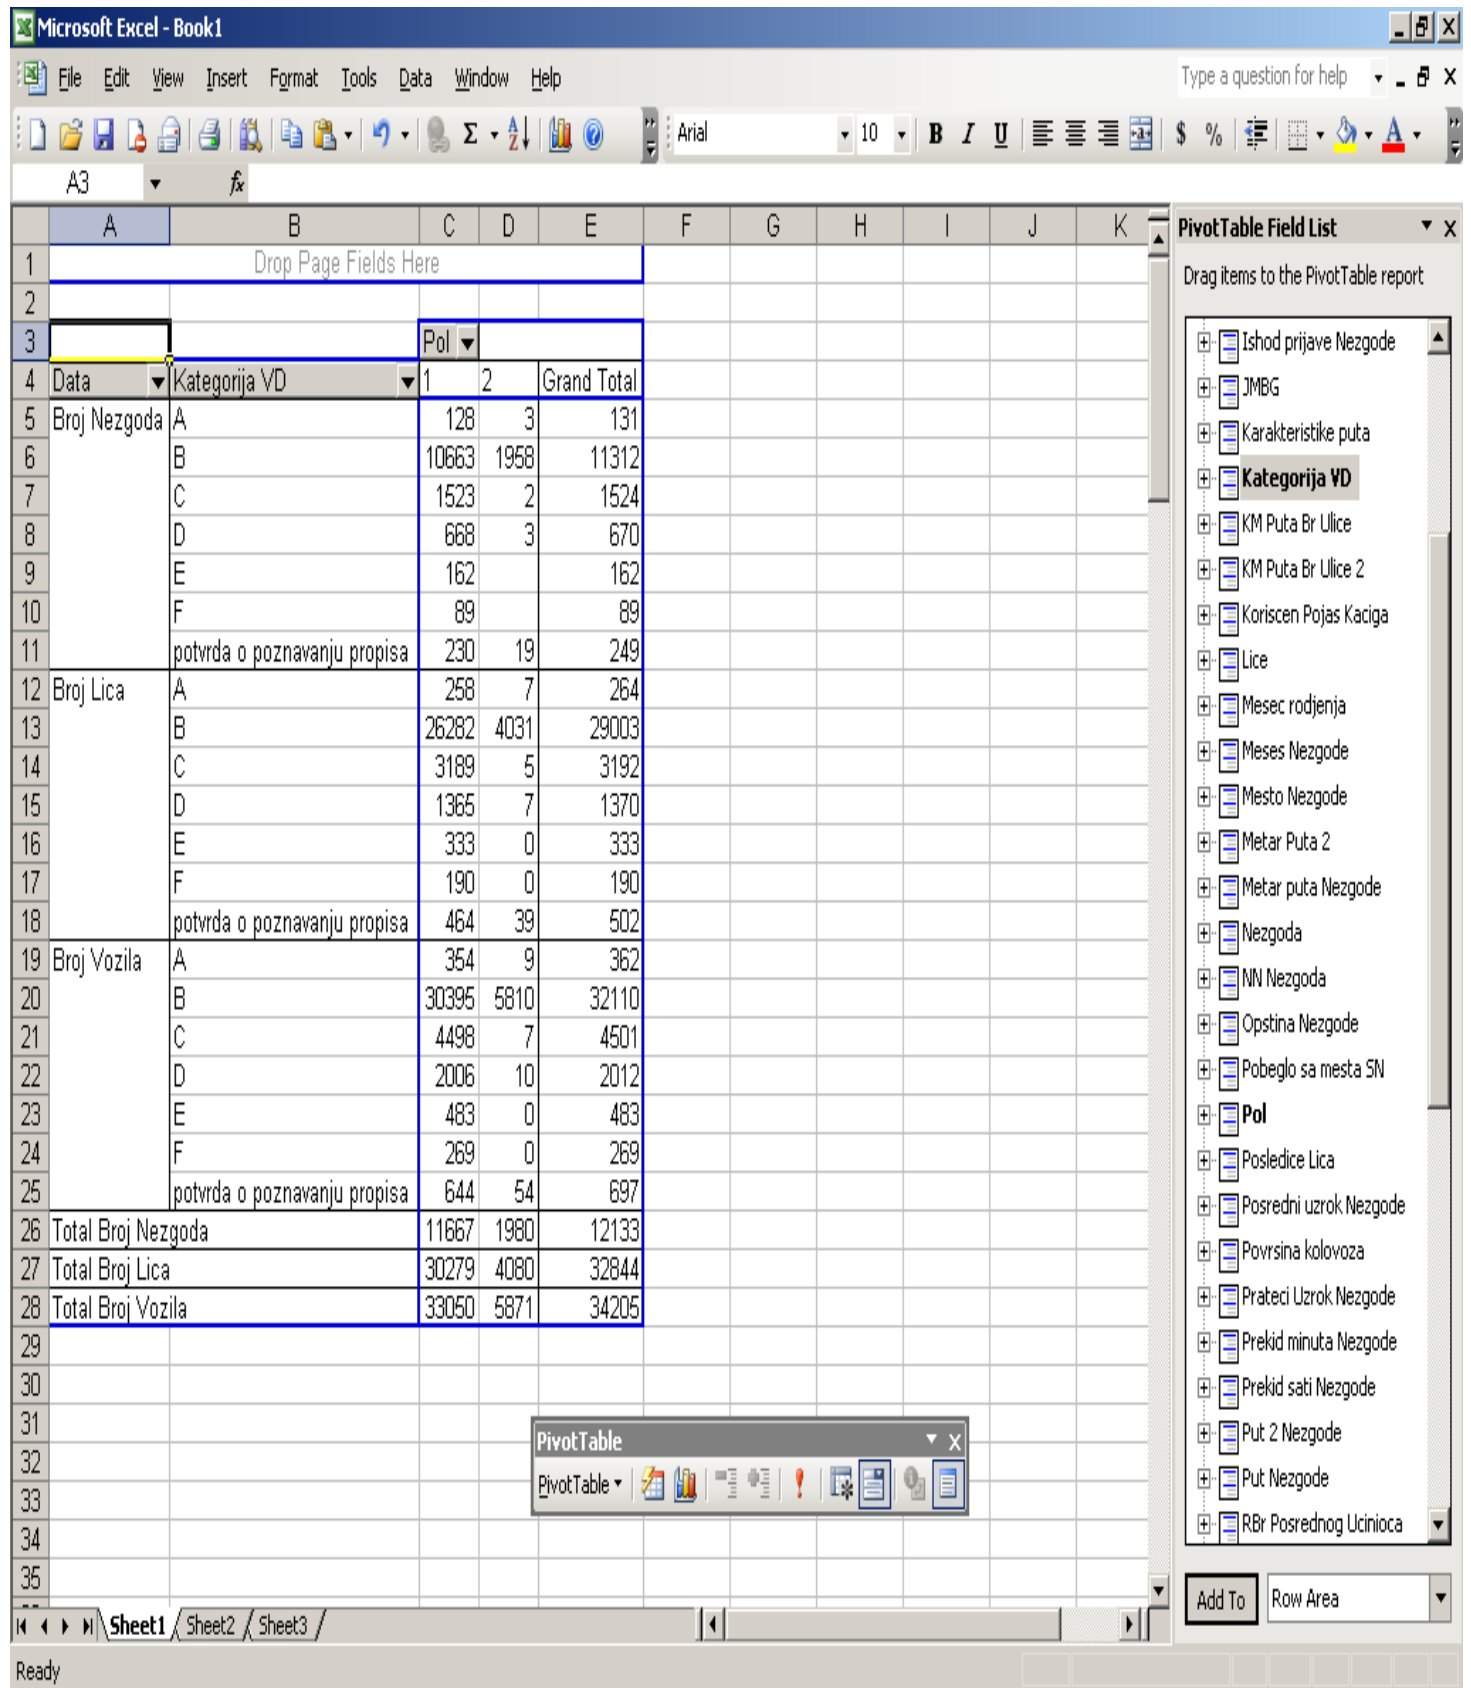 Microsoft Excel - Book1
File Edit View Insert Format Tools Data Window Help Type a question for help
Arial 10 B I U $ %
A3 fx
A B C D E F G H I J K
1 Drop Page Fields Here
2
3 Pol
4 Data Kategorija VD 1 2 Grand Total
5 Broj Nezgoda A 128 3 131
6 B 10663 1958 11312
7 C 1523 2 1524
8 D 668 3 670
9 E 162 162
10 F 89 89
11 potvrda o poznavanju propisa 230 19 249
12 Broj Lica A 258 7 264
13 B 26282 4031 29003
14 C 3189 5 3192
15 D 1365 7 1370
16 E 333 0 333
17 F 190 0 190
18 potvrda o poznavanju propisa 464 39 502
19 Broj Vozila A 354 9 362
20 B 30395 5810 32110
21 C 4498 7 4501
22 D 2006 10 2012
23 E 483 0 483
24 F 269 0 269
25 potvrda o poznavanju propisa 644 54 697
26 Total Broj Nezgoda 11667 1980 12133
27 Total Broj Lica 30279 4080 32844
28 Total Broj Vozila 33050 5871 34205
29
30
31
32
33
34
35
PivotTable
PivotTable
Sheet1 Sheet2 Sheet3
Ready
PivotTable Field List
Drag items to the PivotTable report
Ishod prijave Nezgode
JMBG
Karakteristike puta
Kategorija VD
KM Puta Br Ulice
KM Puta Br Ulice 2
Koriscen Pojas Kaciga
Lice
Mesec rodjenja
Meses Nezgode
Mesto Nezgode
Metar Puta 2
Metar puta Nezgode
Nezgoda
NN Nezgoda
Opstina Nezgode
Pobeglo sa mesta SN
Pol
Posledice Lica
Posredni uzrok Nezgode
Povrsina kolovoza
Prateci Uzrok Nezgode
Prekid minuta Nezgode
Prekid sati Nezgode
Put 2 Nezgode
Put Nezgode
RBr Posrednog Ucinioca
Add To Row Area